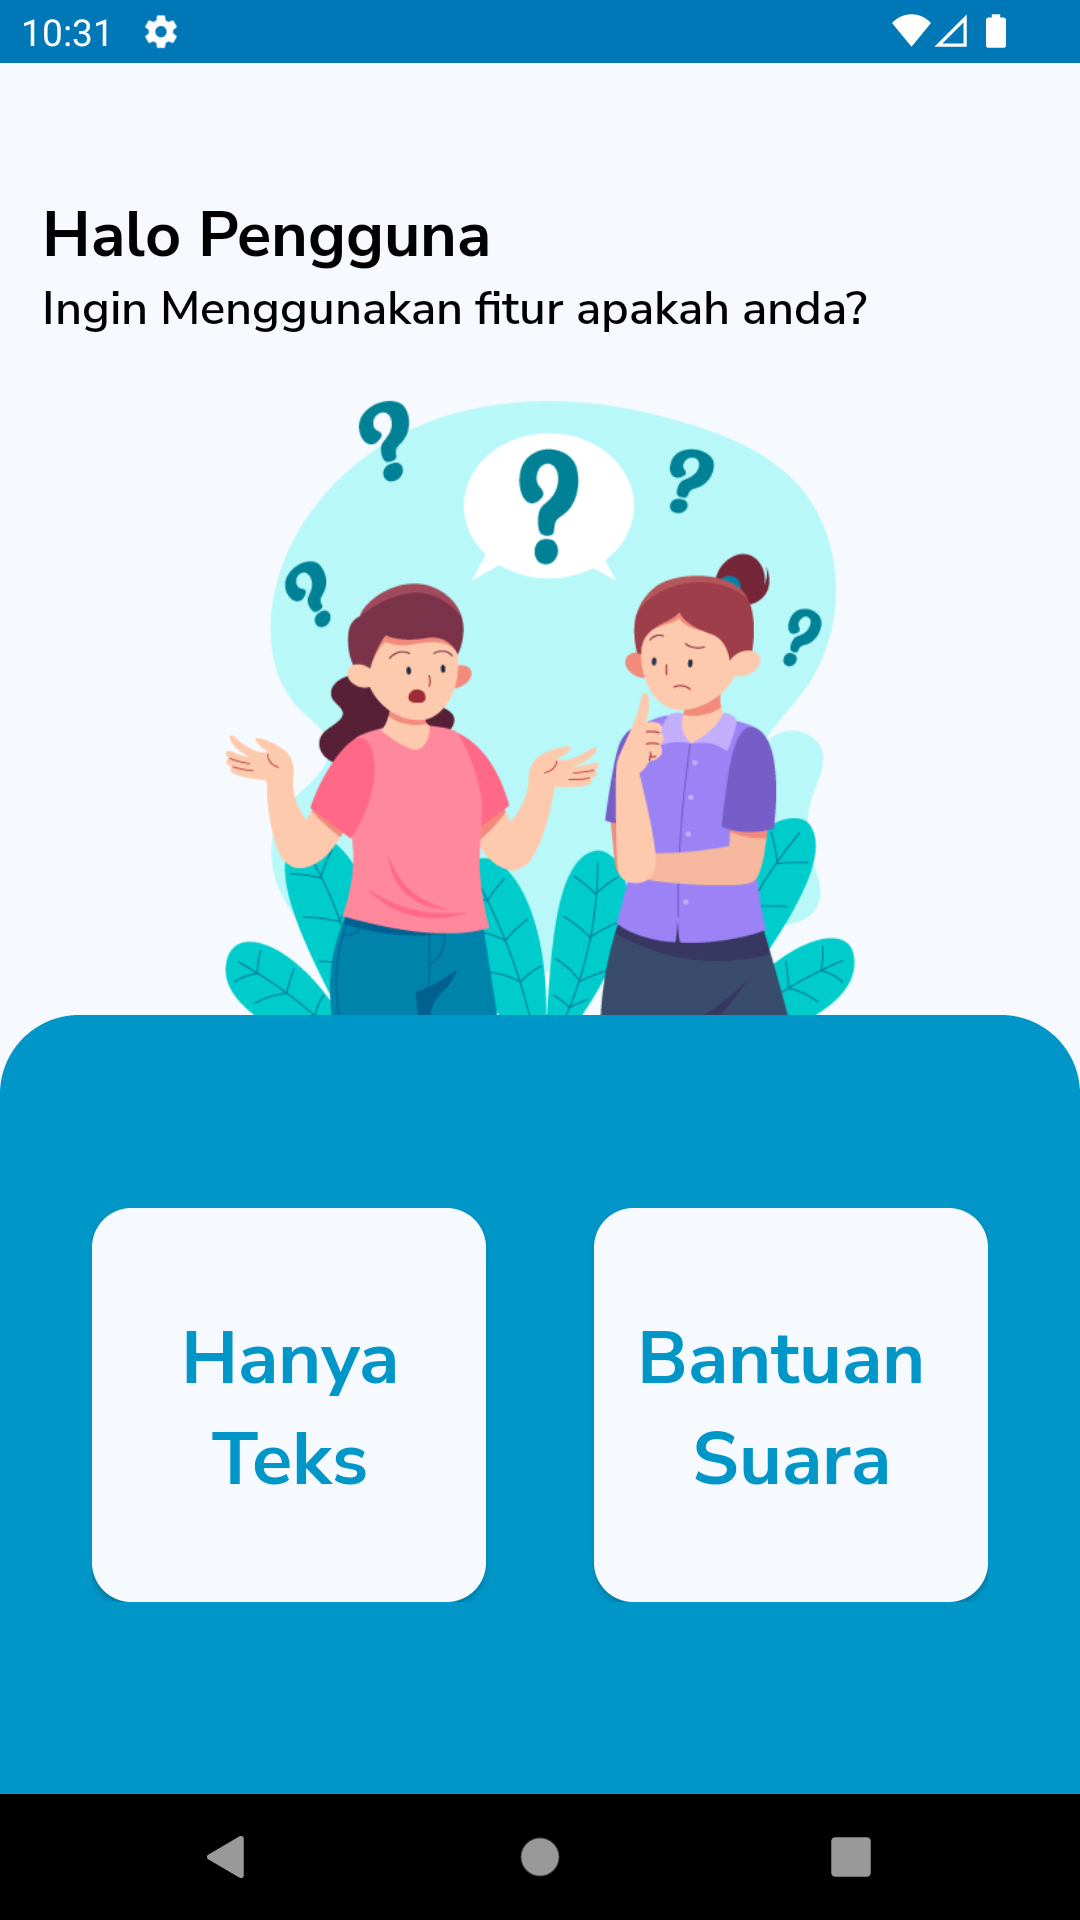 10:31
Halo Pengguna
Ingin Menggunakan fitur apakah anda?
? ? ? ? ?
Hanya
Teks
Bantuan
Suara